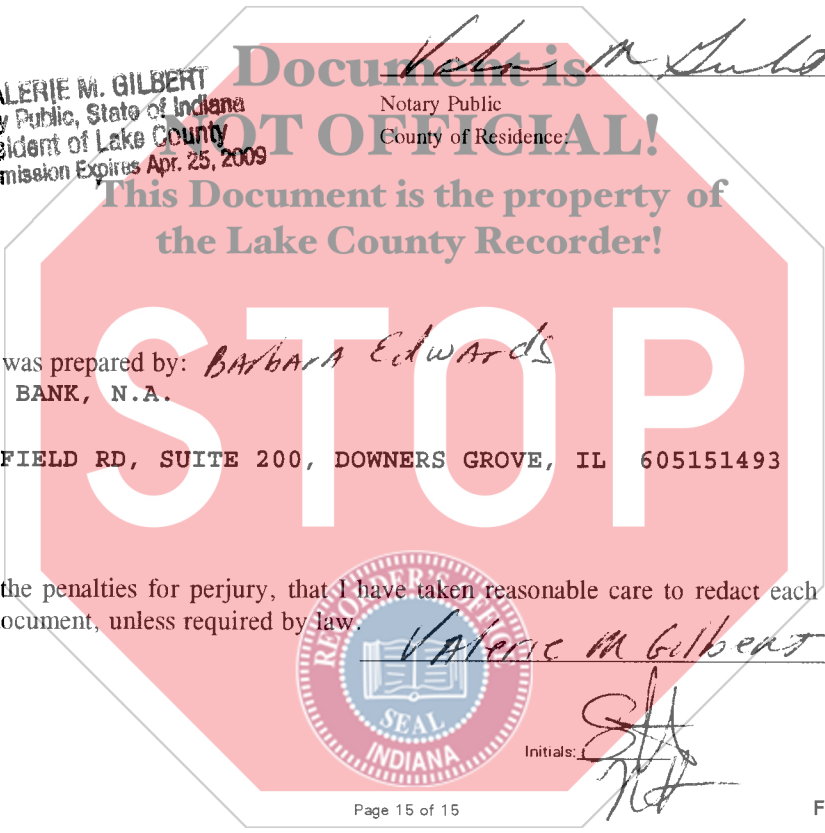 Document is
NOT OFFICIAL!
This Document is the property of
the Lake County Recorder!
STOP
ALERIE M. GILBERT
y Public, State of Indiana
sident of Lake County
mission Expires Apr. 25, 2009
Notary Public
County of Residence:
was prepared by: Barbara Edwards
BANK, N.A.
FIELD RD, SUITE 200, DOWNERS GROVE, IL 605151493
the penalties for perjury, that I have taken reasonable care to redact each
ocument, unless required by law.
Valerie M Gilbert
RECORDER'S OFFICE
SEAL
INDIANA
Initials:
Page 15 of 15
F